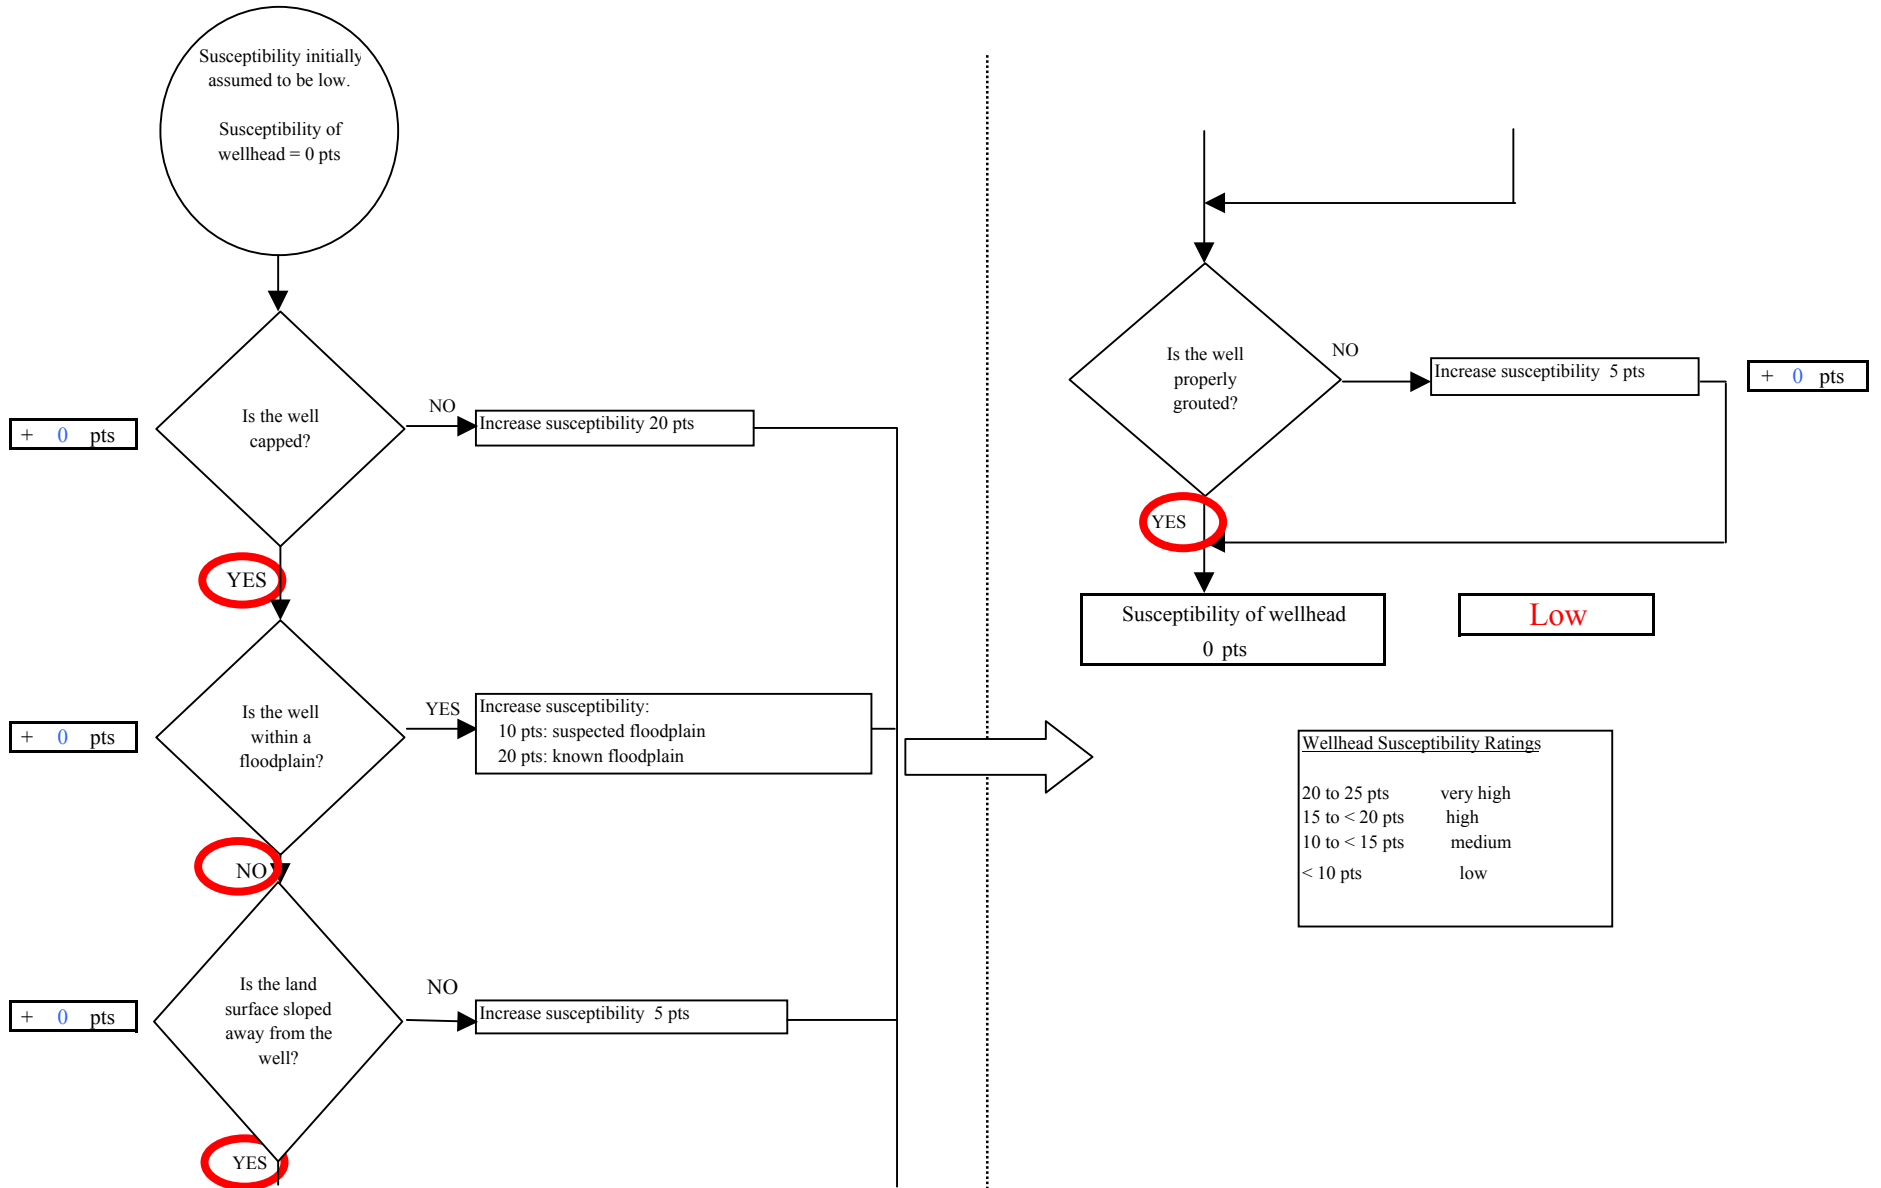 Susceptibility initially
assumed to be low.
Susceptibility of
wellhead = 0 pts
Is the well
capped?
NO
Increase susceptibility 20 pts
+ 0 pts
YES
Is the well
within a
floodplain?
YES
Increase susceptibility:
10 pts: suspected floodplain
20 pts: known floodplain
+ 0 pts
NO
Is the land
surface sloped
away from the
well?
NO
Increase susceptibility 5 pts
+ 0 pts
YES
Is the well
properly
grouted?
NO
Increase susceptibility 5 pts
+ 0 pts
YES
Susceptibility of wellhead
0 pts
Low
Wellhead Susceptibility Ratings
20 to 25 pts very high
15 to < 20 pts high
10 to < 15 pts medium
< 10 pts low